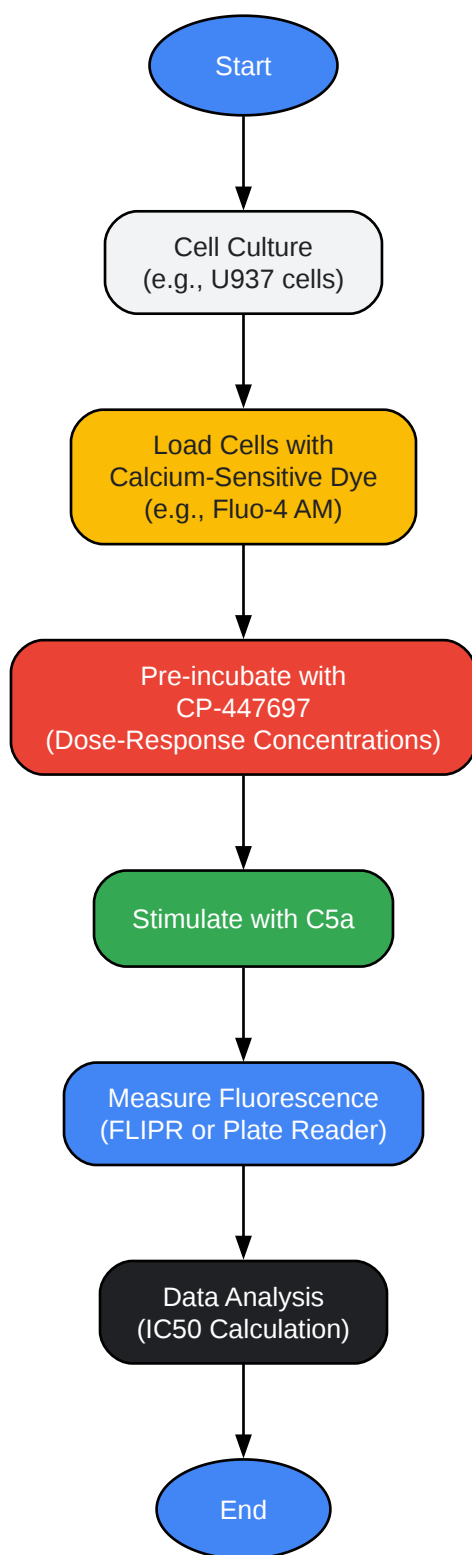 Start
Cell Culture
(e.g., U937 cells)
Load Cells with
Calcium-Sensitive Dye
(e.g., Fluo-4 AM)
Pre-incubate with
CP-447697
(Dose-Response Concentrations)
Stimulate with C5a
Measure Fluorescence
(FLIPR or Plate Reader)
Data Analysis
(IC50 Calculation)
End